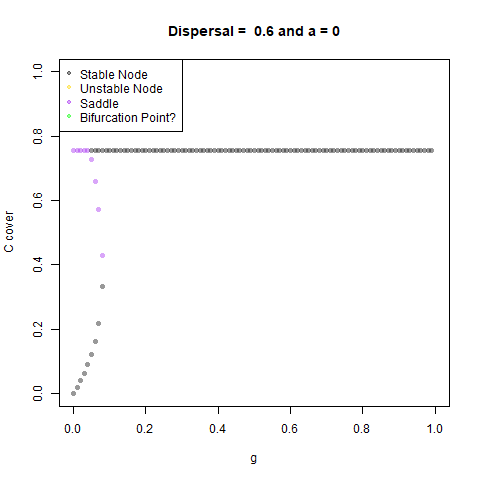 Dispersal =  0.6 and a = 0
Stable Node
Unstable Node
Saddle
Bifurcation Point?
C cover
1.0
0.8
0.6
0.4
0.2
0.0
0.0 0.2 0.4 0.6 0.8 1.0
g